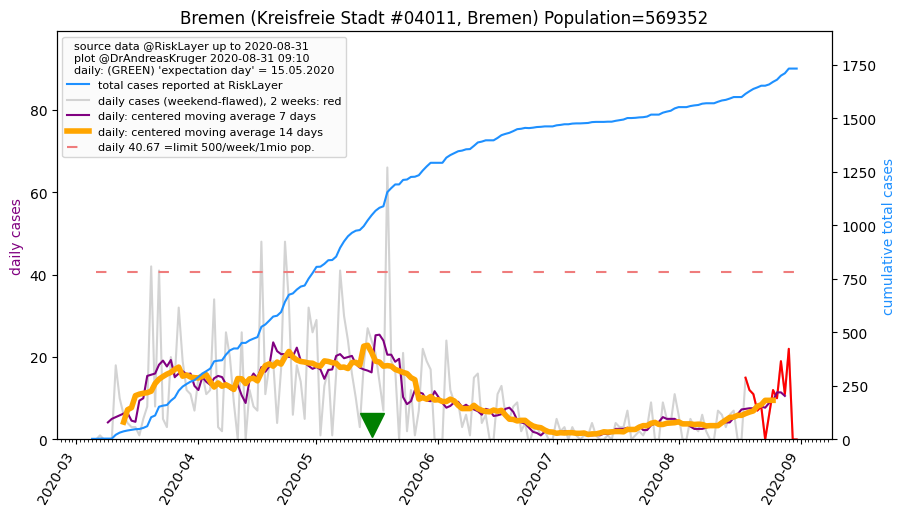 Bremen (Kreisfreie Stadt #04011, Bremen) Population=569352
source data @RiskLayer up to 2020-08-31
plot @DrAndreasKruger 2020-08-31 09:10
daily: (GREEN) 'expectation day' = 15.05.2020
total cases reported at RiskLayer
daily cases (weekend-flawed), 2 weeks: red
daily: centered moving average 7 days
daily: centered moving average 14 days
daily 40.67 =limit 500/week/1mio pop.
daily cases
80
60
40
20
0
cumulative total cases
1750
1500
1250
1000
750
500
250
0
2020-03
2020-04
2020-05
2020-06
2020-07
2020-08
2020-09